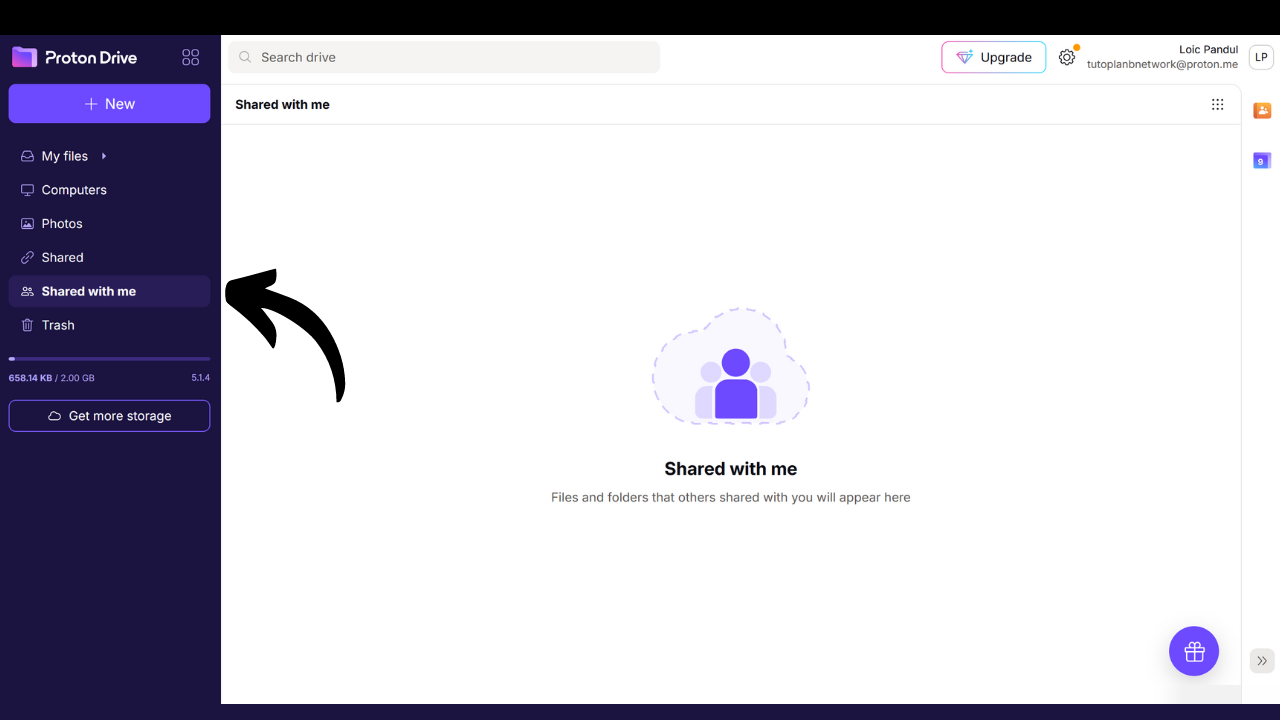 Proton Drive
Search drive
Upgrade
Loic Pandul
tutoplanbnetwork@proton.me
LP
New
Shared with me
My files
Computers
Photos
Shared
Shared with me
Trash
658.14 KB / 2.00 GB
5.1.4
Get more storage
9
Shared with me
Files and folders that others shared with you will appear here